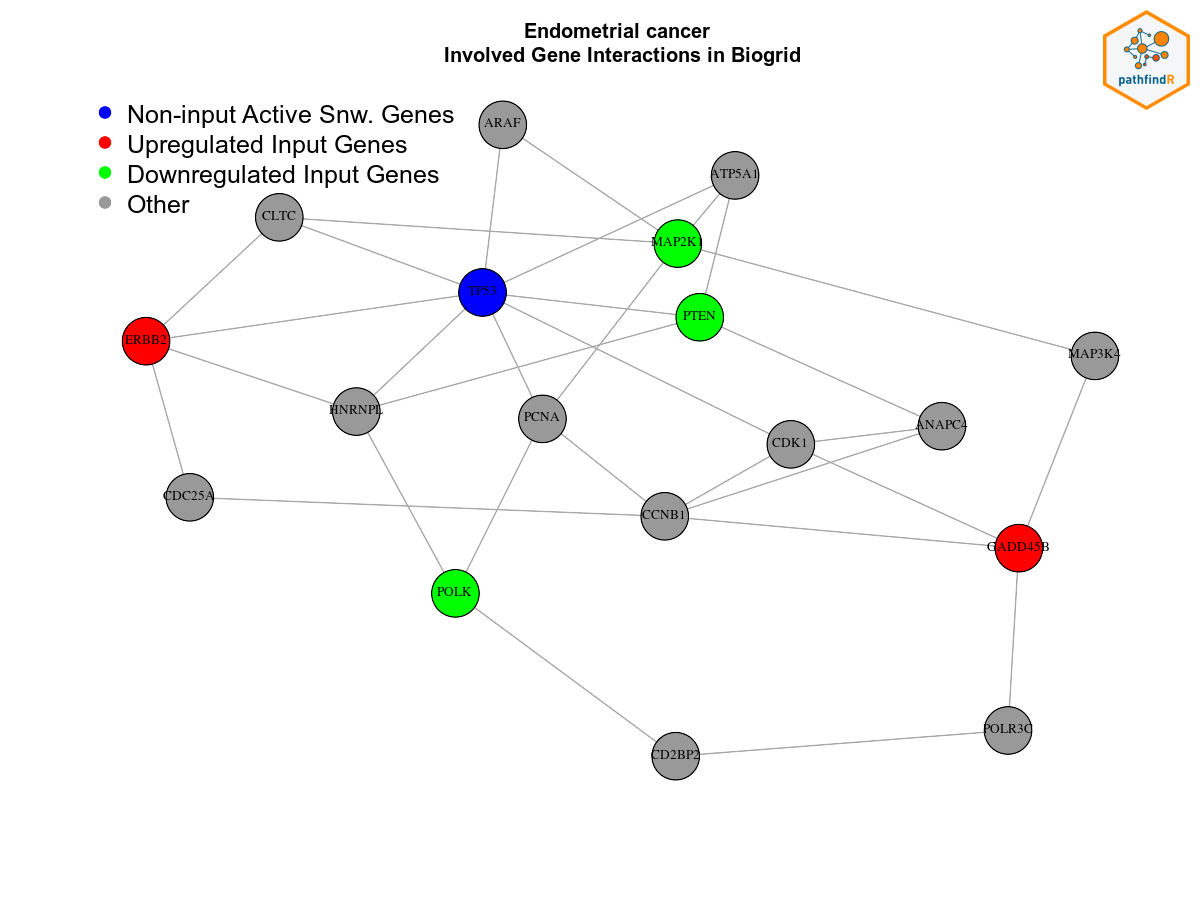 Endometrial cancer
Involved Gene Interactions in Biogrid
pathfindR
Non-input Active Snw. Genes
Upregulated Input Genes
Downregulated Input Genes
Other
ARAF
ATP5A1
CLTC
MAP2K1
TP53
PTEN
ERBB2
MAP3K4
HNRNPL
PCNA
ANAPC4
CDK1
CDC25A
CCNB1
GADD45B
POLK
POLR3C
CD2BP2